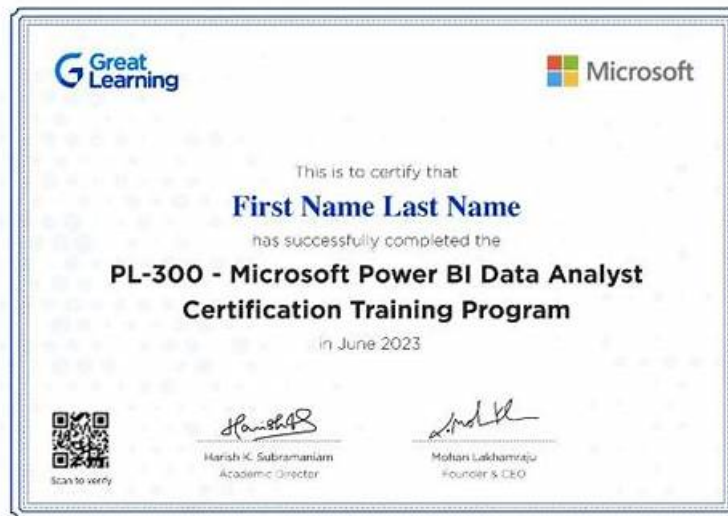 Great
Learning
Microsoft
This is to certify that
First Name Last Name
has successfully completed the
PL-300 - Microsoft Power BI Data Analyst
Certification Training Program
in June 2023
Harish K. Subramaniam
Academic Director
Mohan Lakhamraju
Founder & CEO
Scan to verify